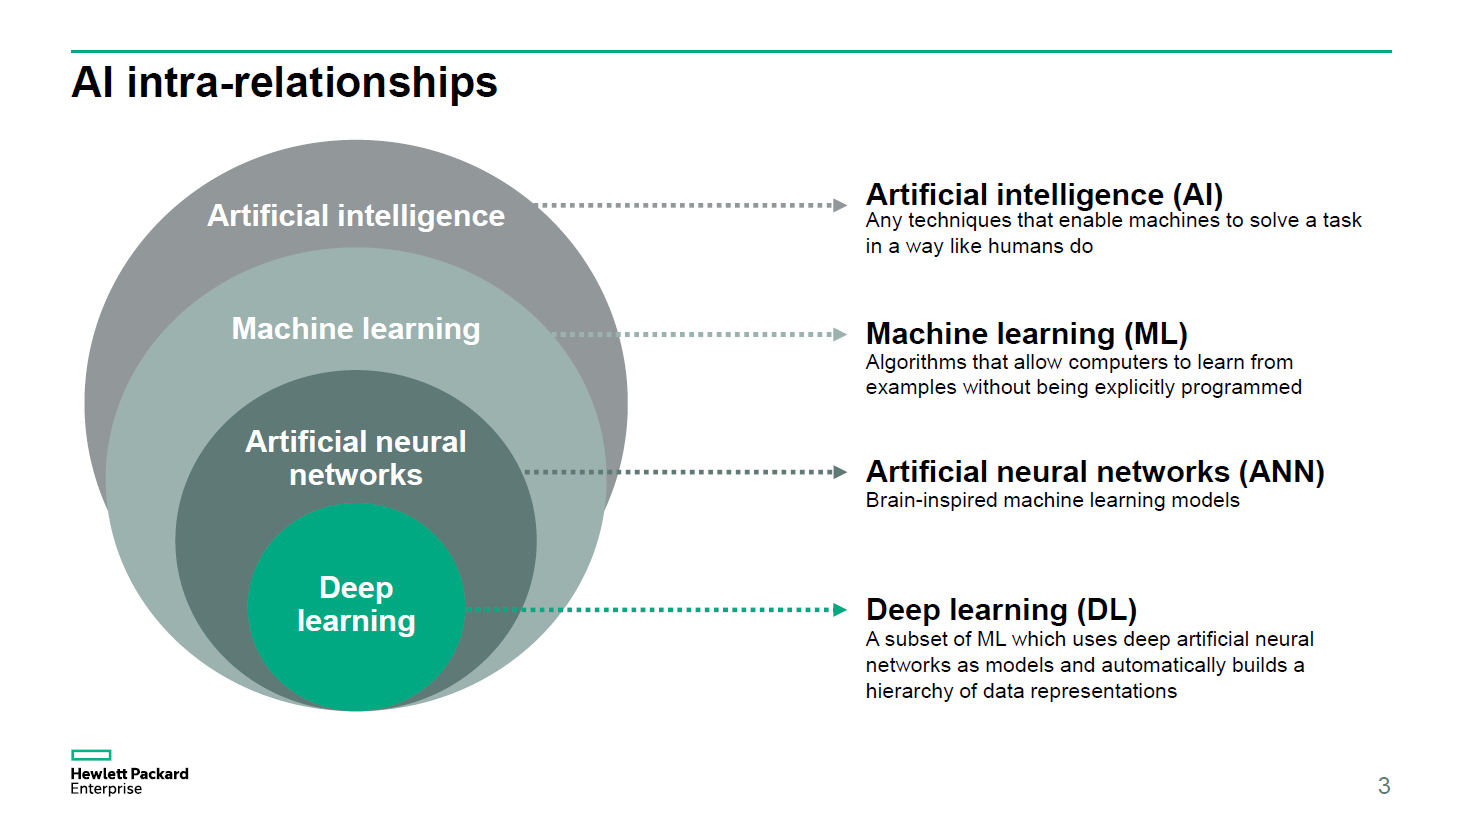 AI intra-relationships
Artificial intelligence
Machine learning
Artificial neural
networks
Deep
learning
Artificial intelligence (AI)
Any techniques that enable machines to solve a task
in a way like humans do
Machine learning (ML)
Algorithms that allow computers to learn from
examples without being explicitly programmed
Artificial neural networks (ANN)
Brain-inspired machine learning models
Deep learning (DL)
A subset of ML which uses deep artificial neural
networks as models and automatically builds a
hierarchy of data representations
Hewlett Packard
Enterprise
3